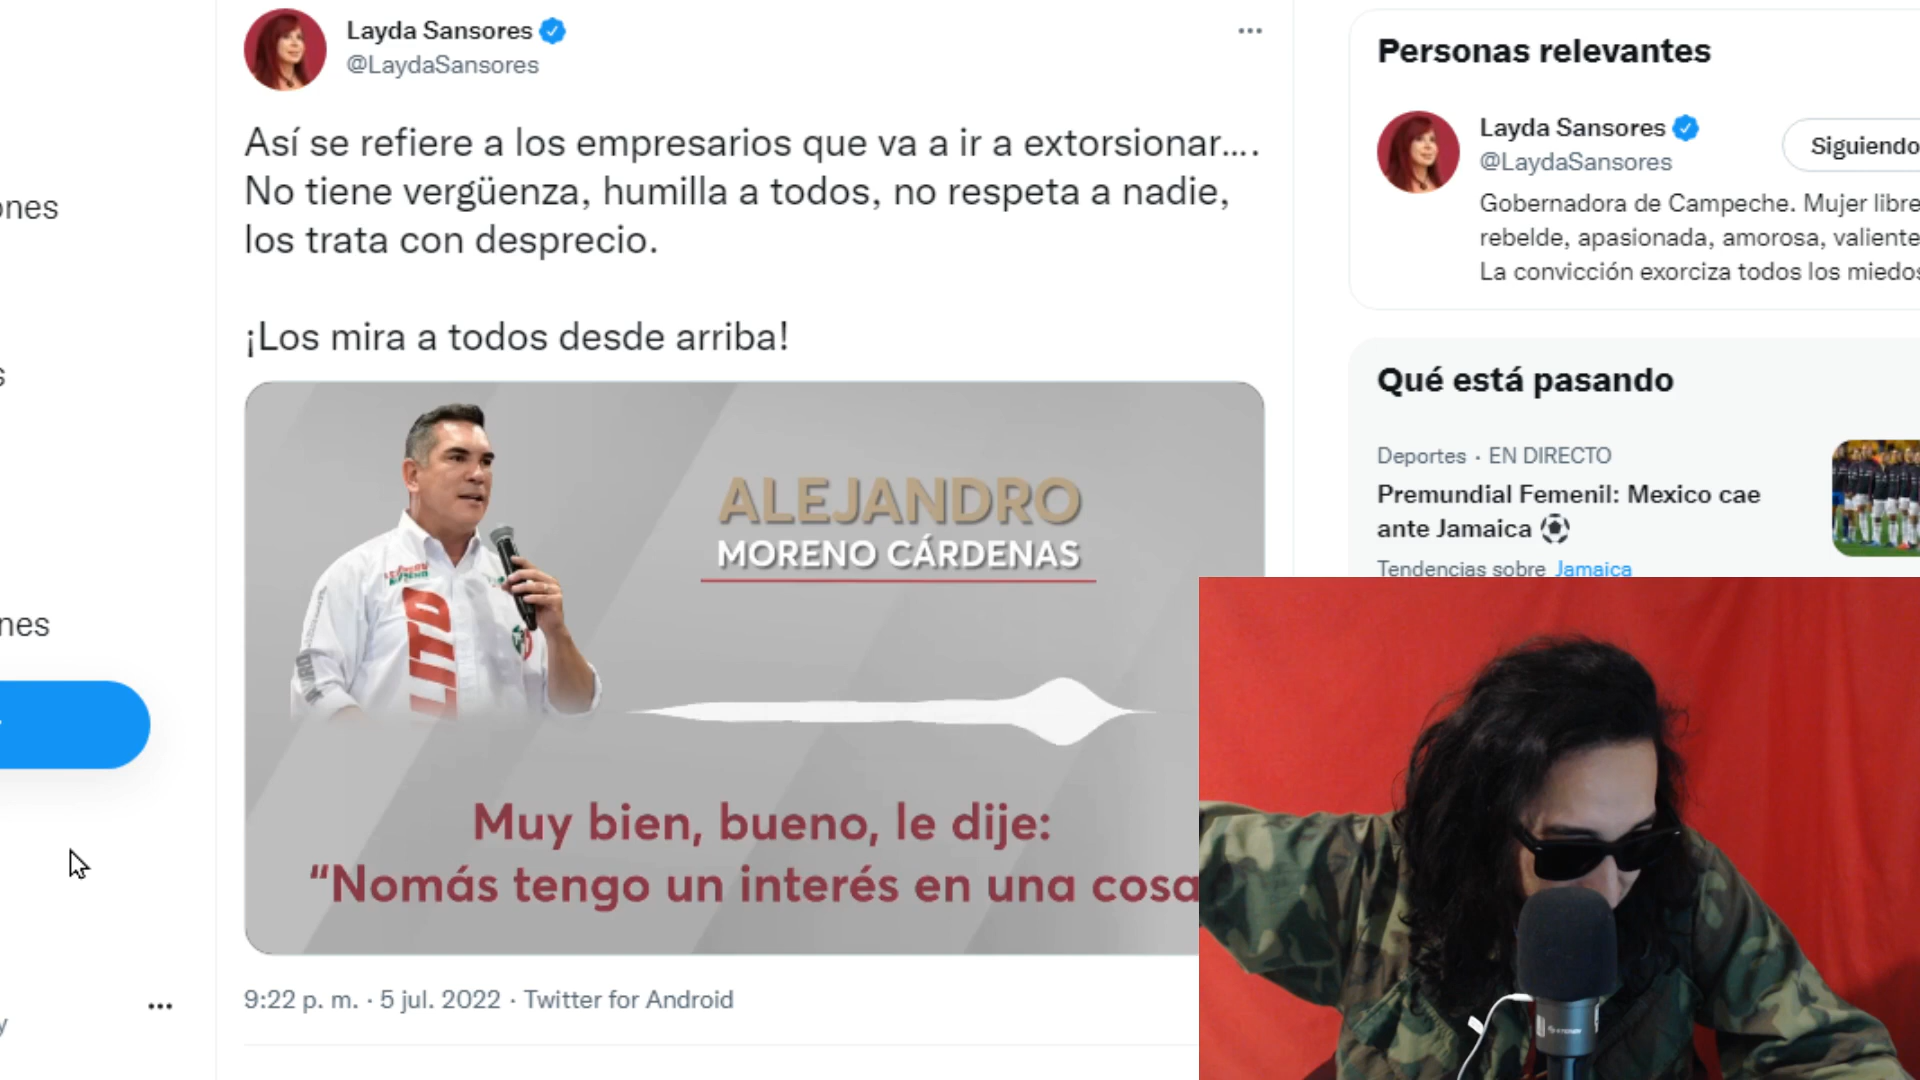 Layda Sansores
@LaydaSansores
Así se refiere a los empresarios que va a ir a extorsionar....
No tiene vergüenza, humilla a todos, no respeta a nadie,
los trata con desprecio.
¡Los mira a todos desde arriba!
ALEJANDRO
MORENO CÁRDENAS
LITO
Muy bien, bueno, le dije:
“Nomás tengo un interés en una cosa
9:22 p. m. · 5 jul. 2022 · Twitter for Android
Personas relevantes
Layda Sansores
@LaydaSansores
Siguiendo
Gobernadora de Campeche. Mujer libre
rebelde, apasionada, amorosa, valiente
La convicción exorciza todos los miedos
Qué está pasando
Deportes · EN DIRECTO
Premundial Femenil: Mexico cae
ante Jamaica
Tendencias sobre Jamaica
ones
s
nes
y